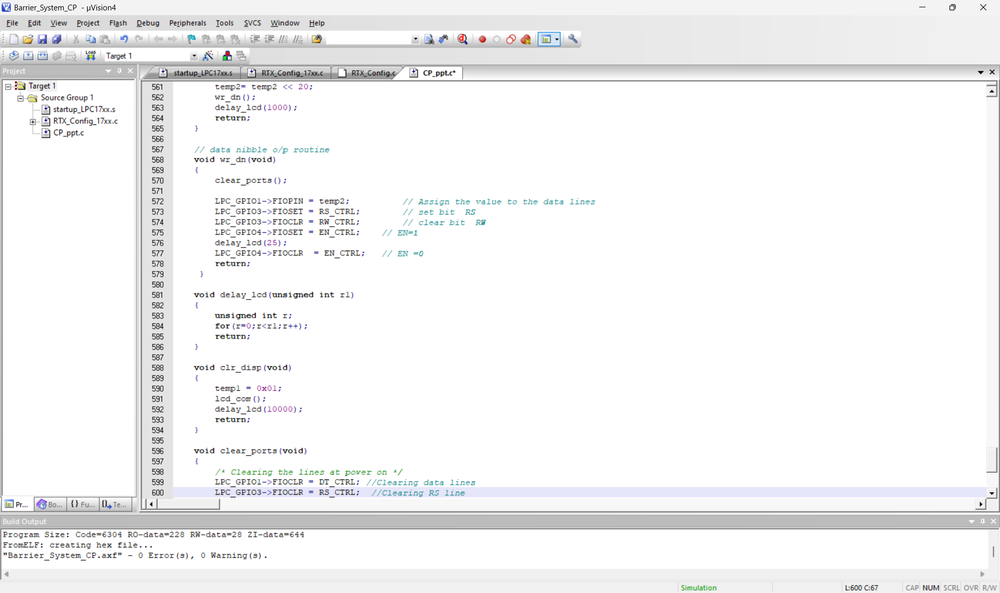 Barrier_System_CP - µVision4
File Edit View Project Flash Debug Peripherals Tools SVCS Window Help
LOAD Target 1
Project
startup_LPC17xx.s RTX_Config_17xx.c RTX_Config.c CP_ppt.c*
Target 1
Source Group 1
startup_LPC17xx.s
RTX_Config_17xx.c
CP_ppt.c
561 temp2= temp2 << 20;
562 wr_dn();
563 delay_lcd(1000);
564 return;
565 }
566
567 // data nibble o/p routine
568 void wr_dn(void)
569 {
570 clear_ports();
571
572 LPC_GPIO1->FIOPIN = temp2; // Assign the value to the data lines
573 LPC_GPIO3->FIOSET = RS_CTRL; // set bit RS
574 LPC_GPIO3->FIOCLR = RW_CTRL; // clear bit RW
575 LPC_GPIO4->FIOSET = EN_CTRL; // EN=1
576 delay_lcd(25);
577 LPC_GPIO4->FIOCLR = EN_CTRL; // EN =0
578 return;
579 }
580
581 void delay_lcd(unsigned int r1)
582 {
583 unsigned int r;
584 for(r=0;r<r1;r++);
585 return;
586 }
587
588 void clr_disp(void)
589 {
590 temp1 = 0x01;
591 lcd_com();
592 delay_lcd(10000);
593 return;
594 }
595
596 void clear_ports(void)
597 {
598 /* Clearing the lines at power on */
599 LPC_GPIO1->FIOCLR = DT_CTRL; //Clearing data lines
600 LPC_GPIO3->FIOCLR = RS_CTRL; //Clearing RS line
Pr... Bo... {} Fu... Te...
Build Output
Program Size: Code=6304 RO-data=228 RW-data=28 ZI-data=644
FromELF: creating hex file...
"Barrier_System_CP.axf" - 0 Error(s), 0 Warning(s).
Simulation L:600 C:67 CAP NUM SCRL OVR R/W